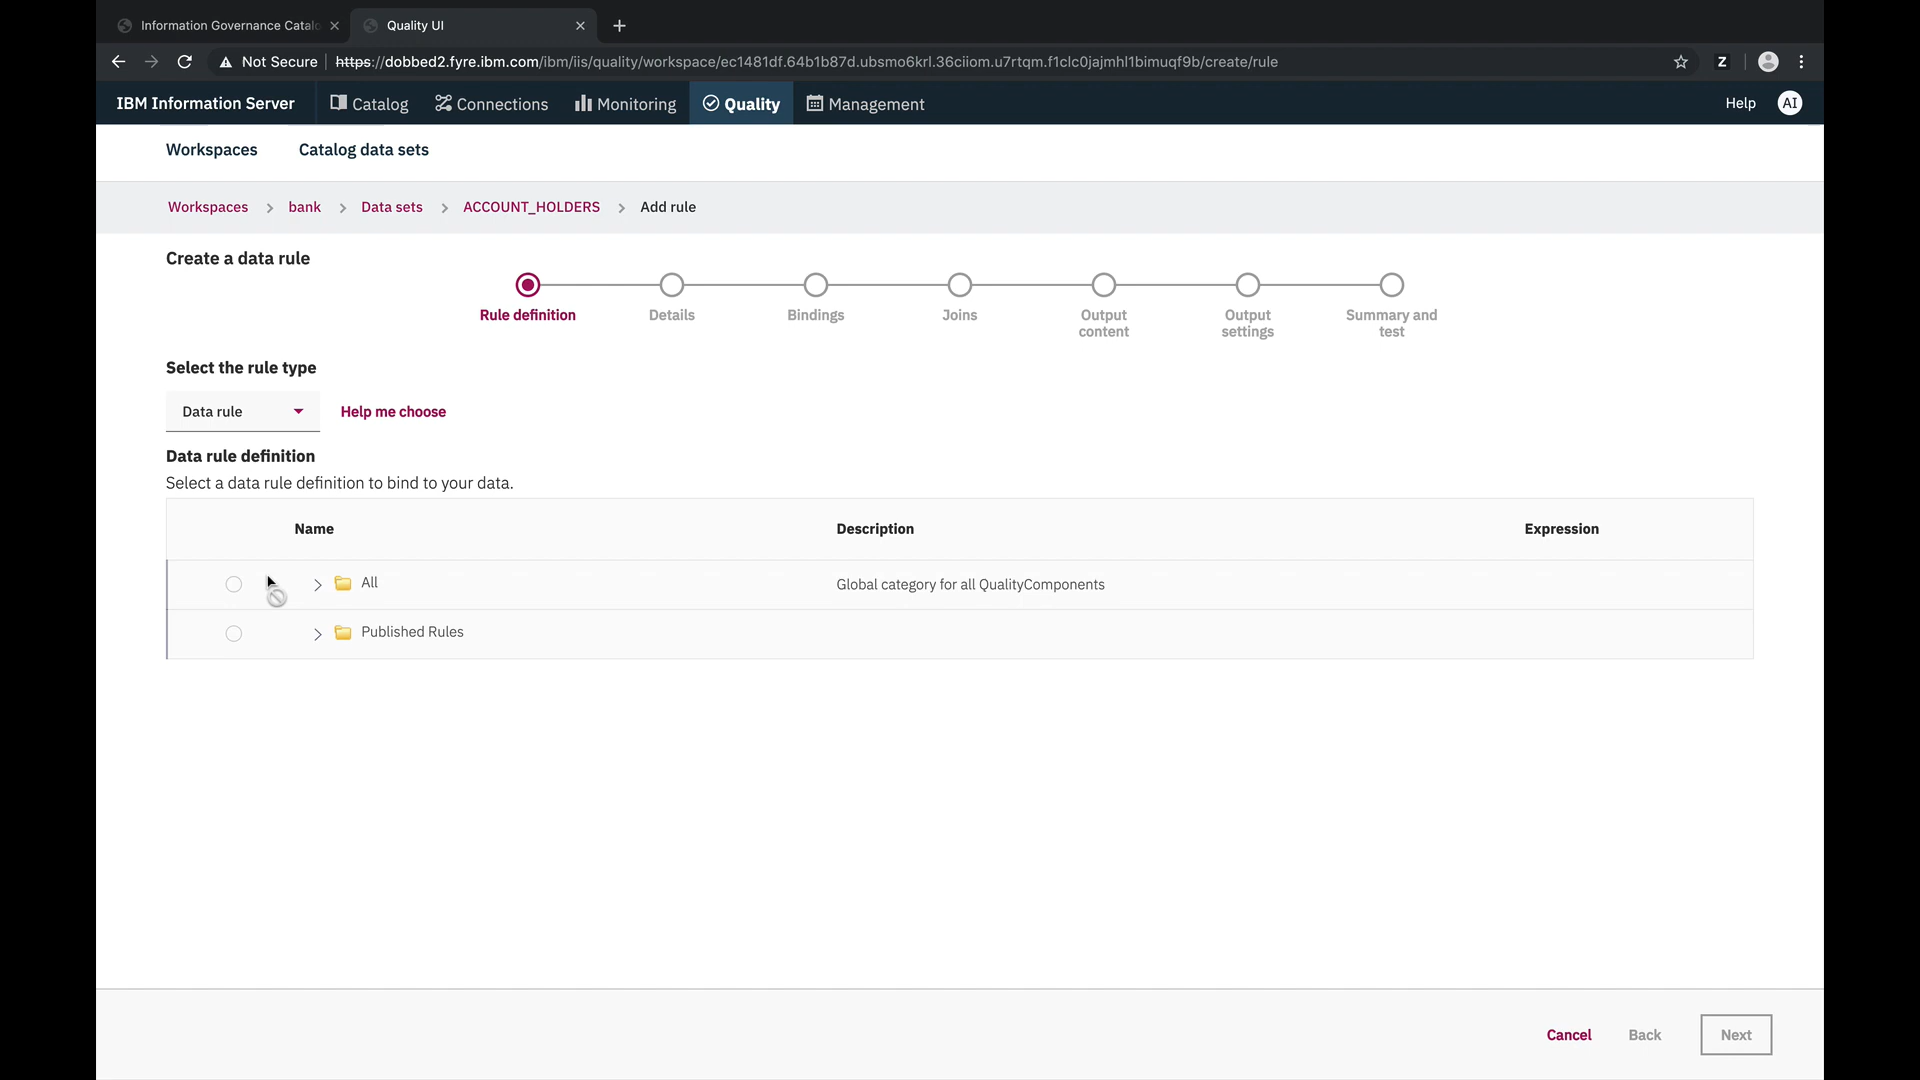 Information Governance Catalo
Quality UI
Not Secure https://dobbed2.fyre.ibm.com/ibm/iis/quality/workspace/ec1481df.64b1b87d.ubsmo6krl.36ciiom.u7rtqm.f1clc0jajmhl1bimuqf9b/create/rule
Z
IBM Information Server Catalog Connections Monitoring Quality Management Help AI
Workspaces Catalog data sets
Workspaces > bank > Data sets > ACCOUNT_HOLDERS > Add rule
Create a data rule
Rule definition Details Bindings Joins Output content Output settings Summary and test
Select the rule type
Data rule Help me choose
Data rule definition
Select a data rule definition to bind to your data.
Name Description Expression
All Global category for all QualityComponents
Published Rules
Cancel Back Next